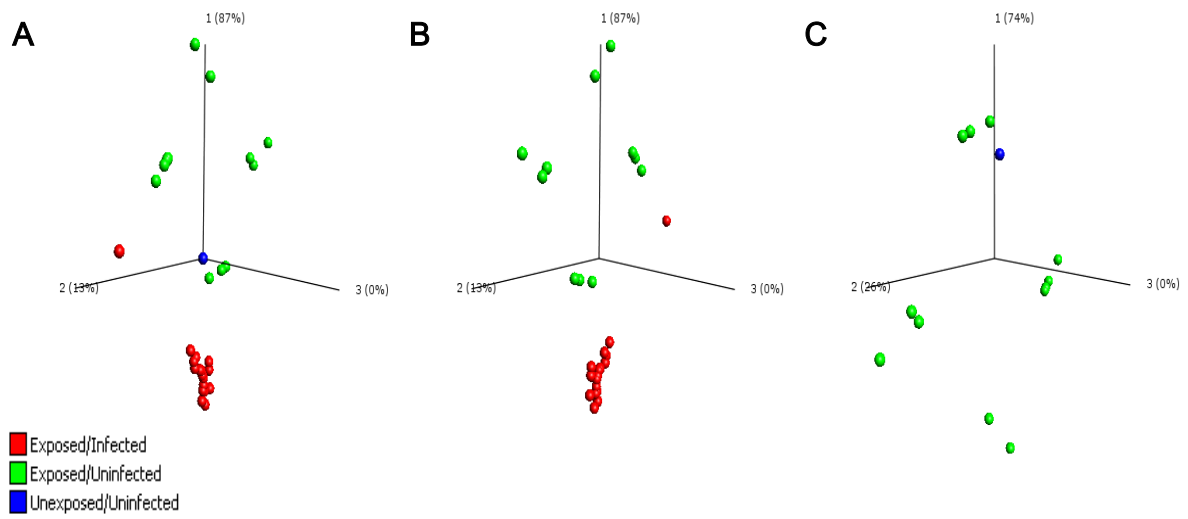 A
1 (87%)
2 (13%)
3 (0%)
B
1 (87%)
2 (13%)
3 (0%)
C
1 (74%)
2 (26%)
3 (0%)
Exposed/Infected
Exposed/Uninfected
Unexposed/Uninfected